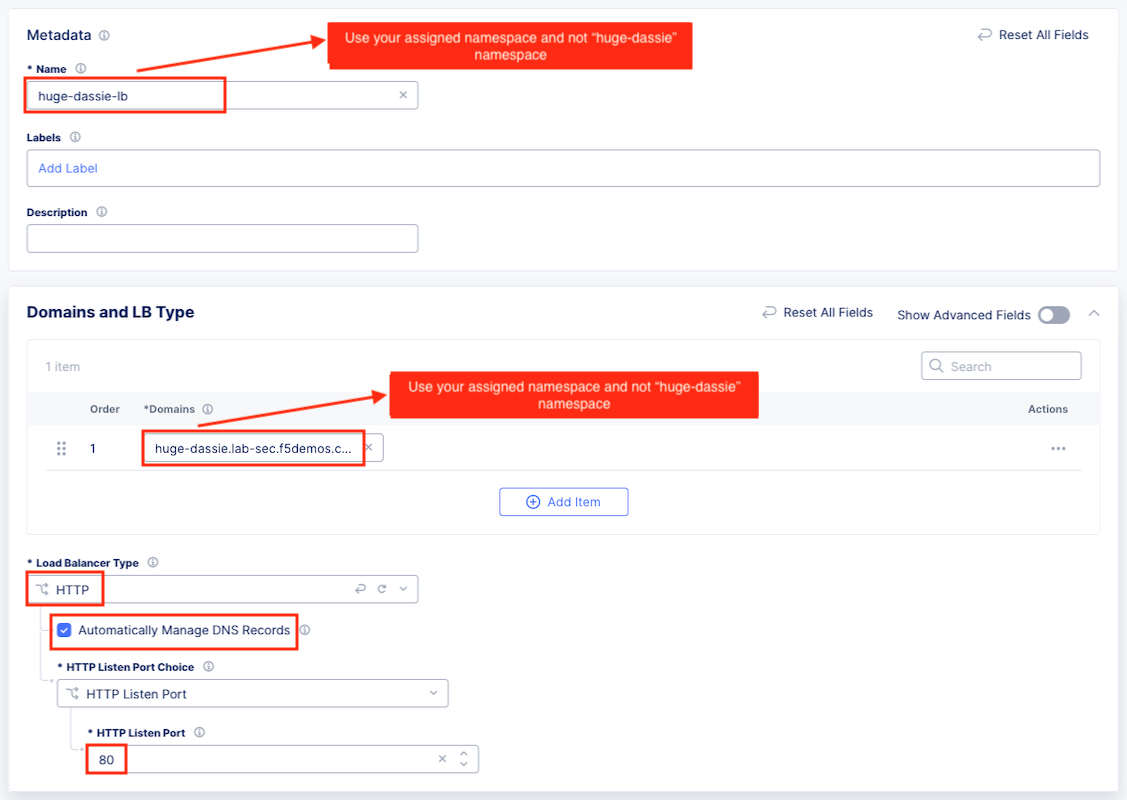 Metadata
Use your assigned namespace and not “huge-dassie”
namespace
Reset All Fields
* Name
huge-dassie-lb
Labels
Add Label
Description
Domains and LB Type
Reset All Fields
Show Advanced Fields
1 item
Search
Use your assigned namespace and not “huge-dassie”
namespace
Order
*Domains
Actions
1
huge-dassie.lab-sec.f5demos.c...
Add Item
* Load Balancer Type
HTTP
Automatically Manage DNS Records
* HTTP Listen Port Choice
HTTP Listen Port
* HTTP Listen Port
80